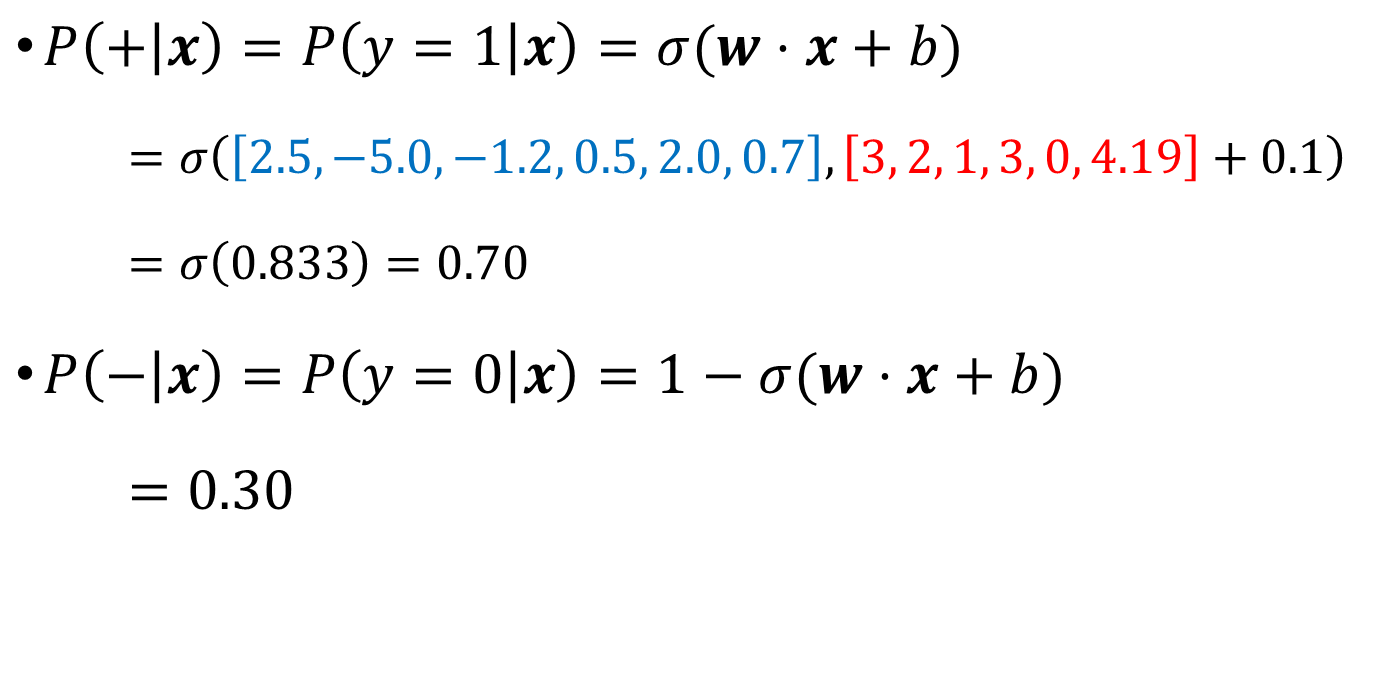 • P(+|x) = P(y = 1|x) = σ(w · x + b)
= σ([2.5, −5.0, −1.2, 0.5, 2.0, 0.7], [3, 2, 1, 3, 0, 4.19] + 0.1)
= σ(0.833) = 0.70
• P(−|x) = P(y = 0|x) = 1 − σ(w · x + b)
= 0.30